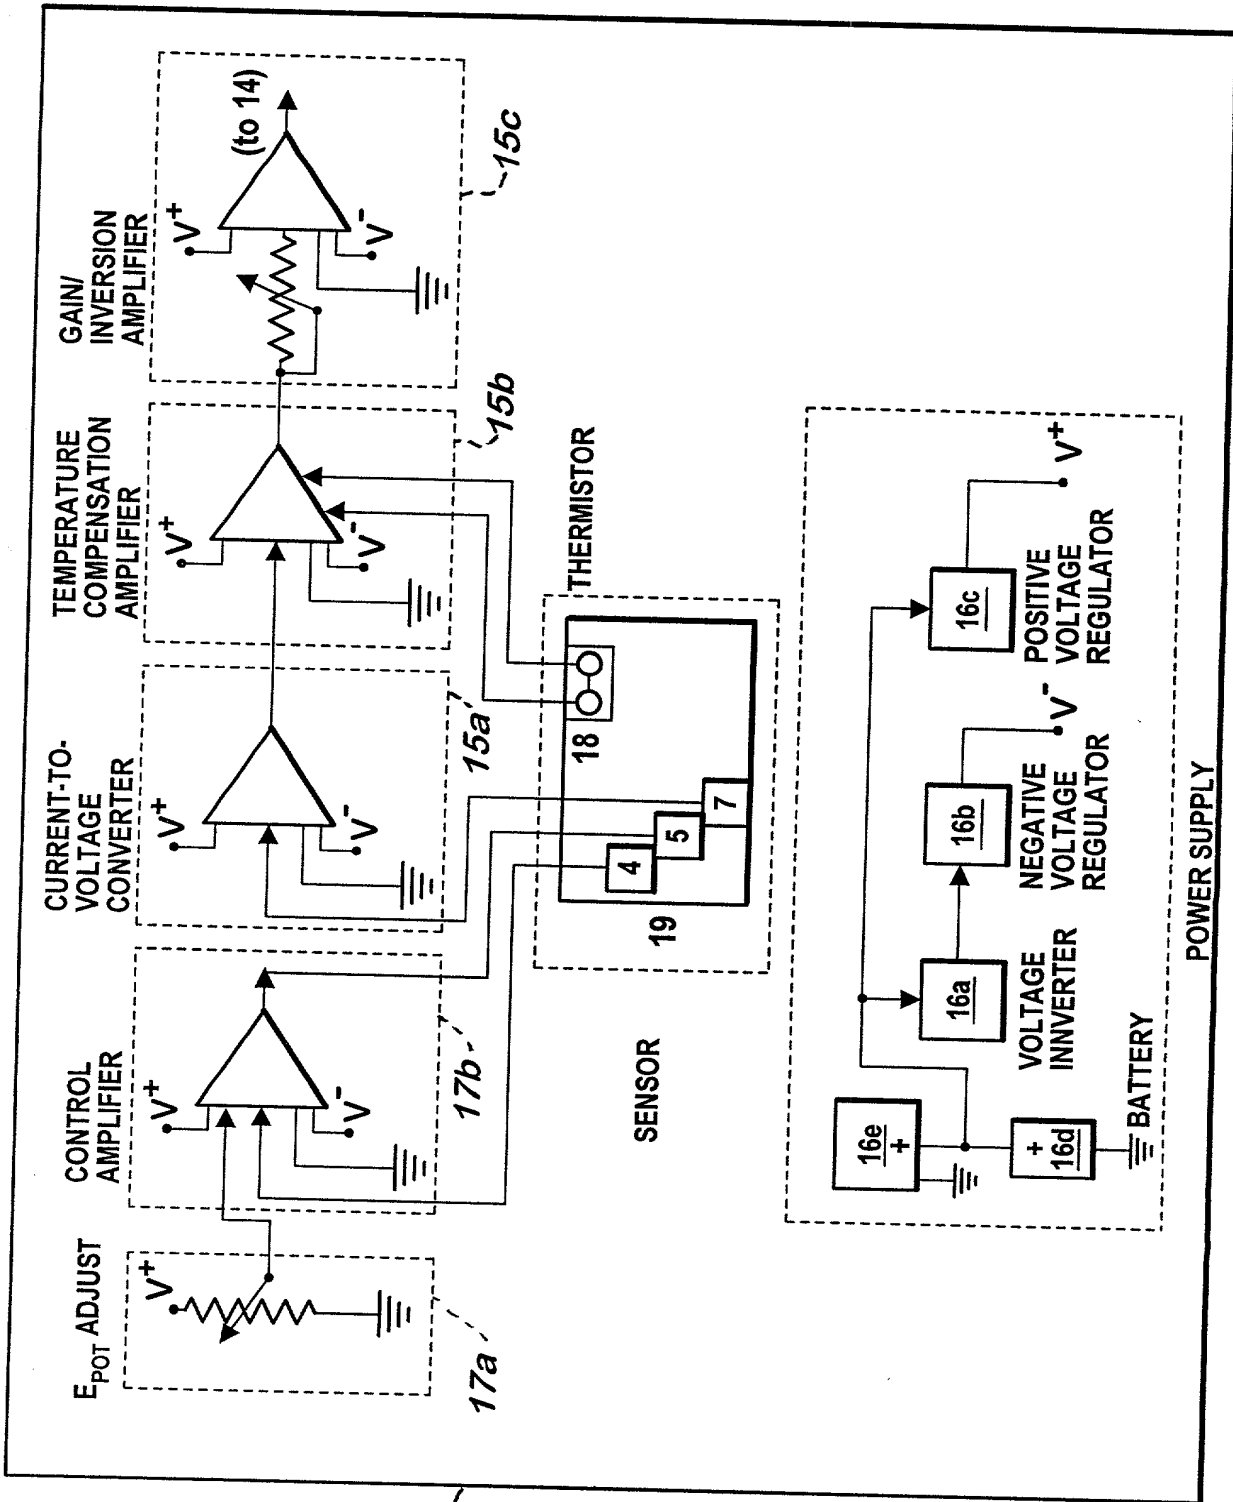 E_POT ADJUST
V+
17a
CONTROL
AMPLIFIER
V+
V-
17b
CURRENT-TO-
VOLTAGE
CONVERTER
V+
V-
15a
TEMPERATURE
COMPENSATION
AMPLIFIER
V+
V-
15b
GAIN/
INVERSION
AMPLIFIER
V+
V-
(to 14)
15c
SENSOR
19
4
5
7
18
THERMISTOR
16e
+
+
16d
BATTERY
16a
VOLTAGE
INNVERTER
16b
NEGATIVE
VOLTAGE
REGULATOR
V-
16c
POSITIVE
VOLTAGE
REGULATOR
V+
POWER SUPPLY